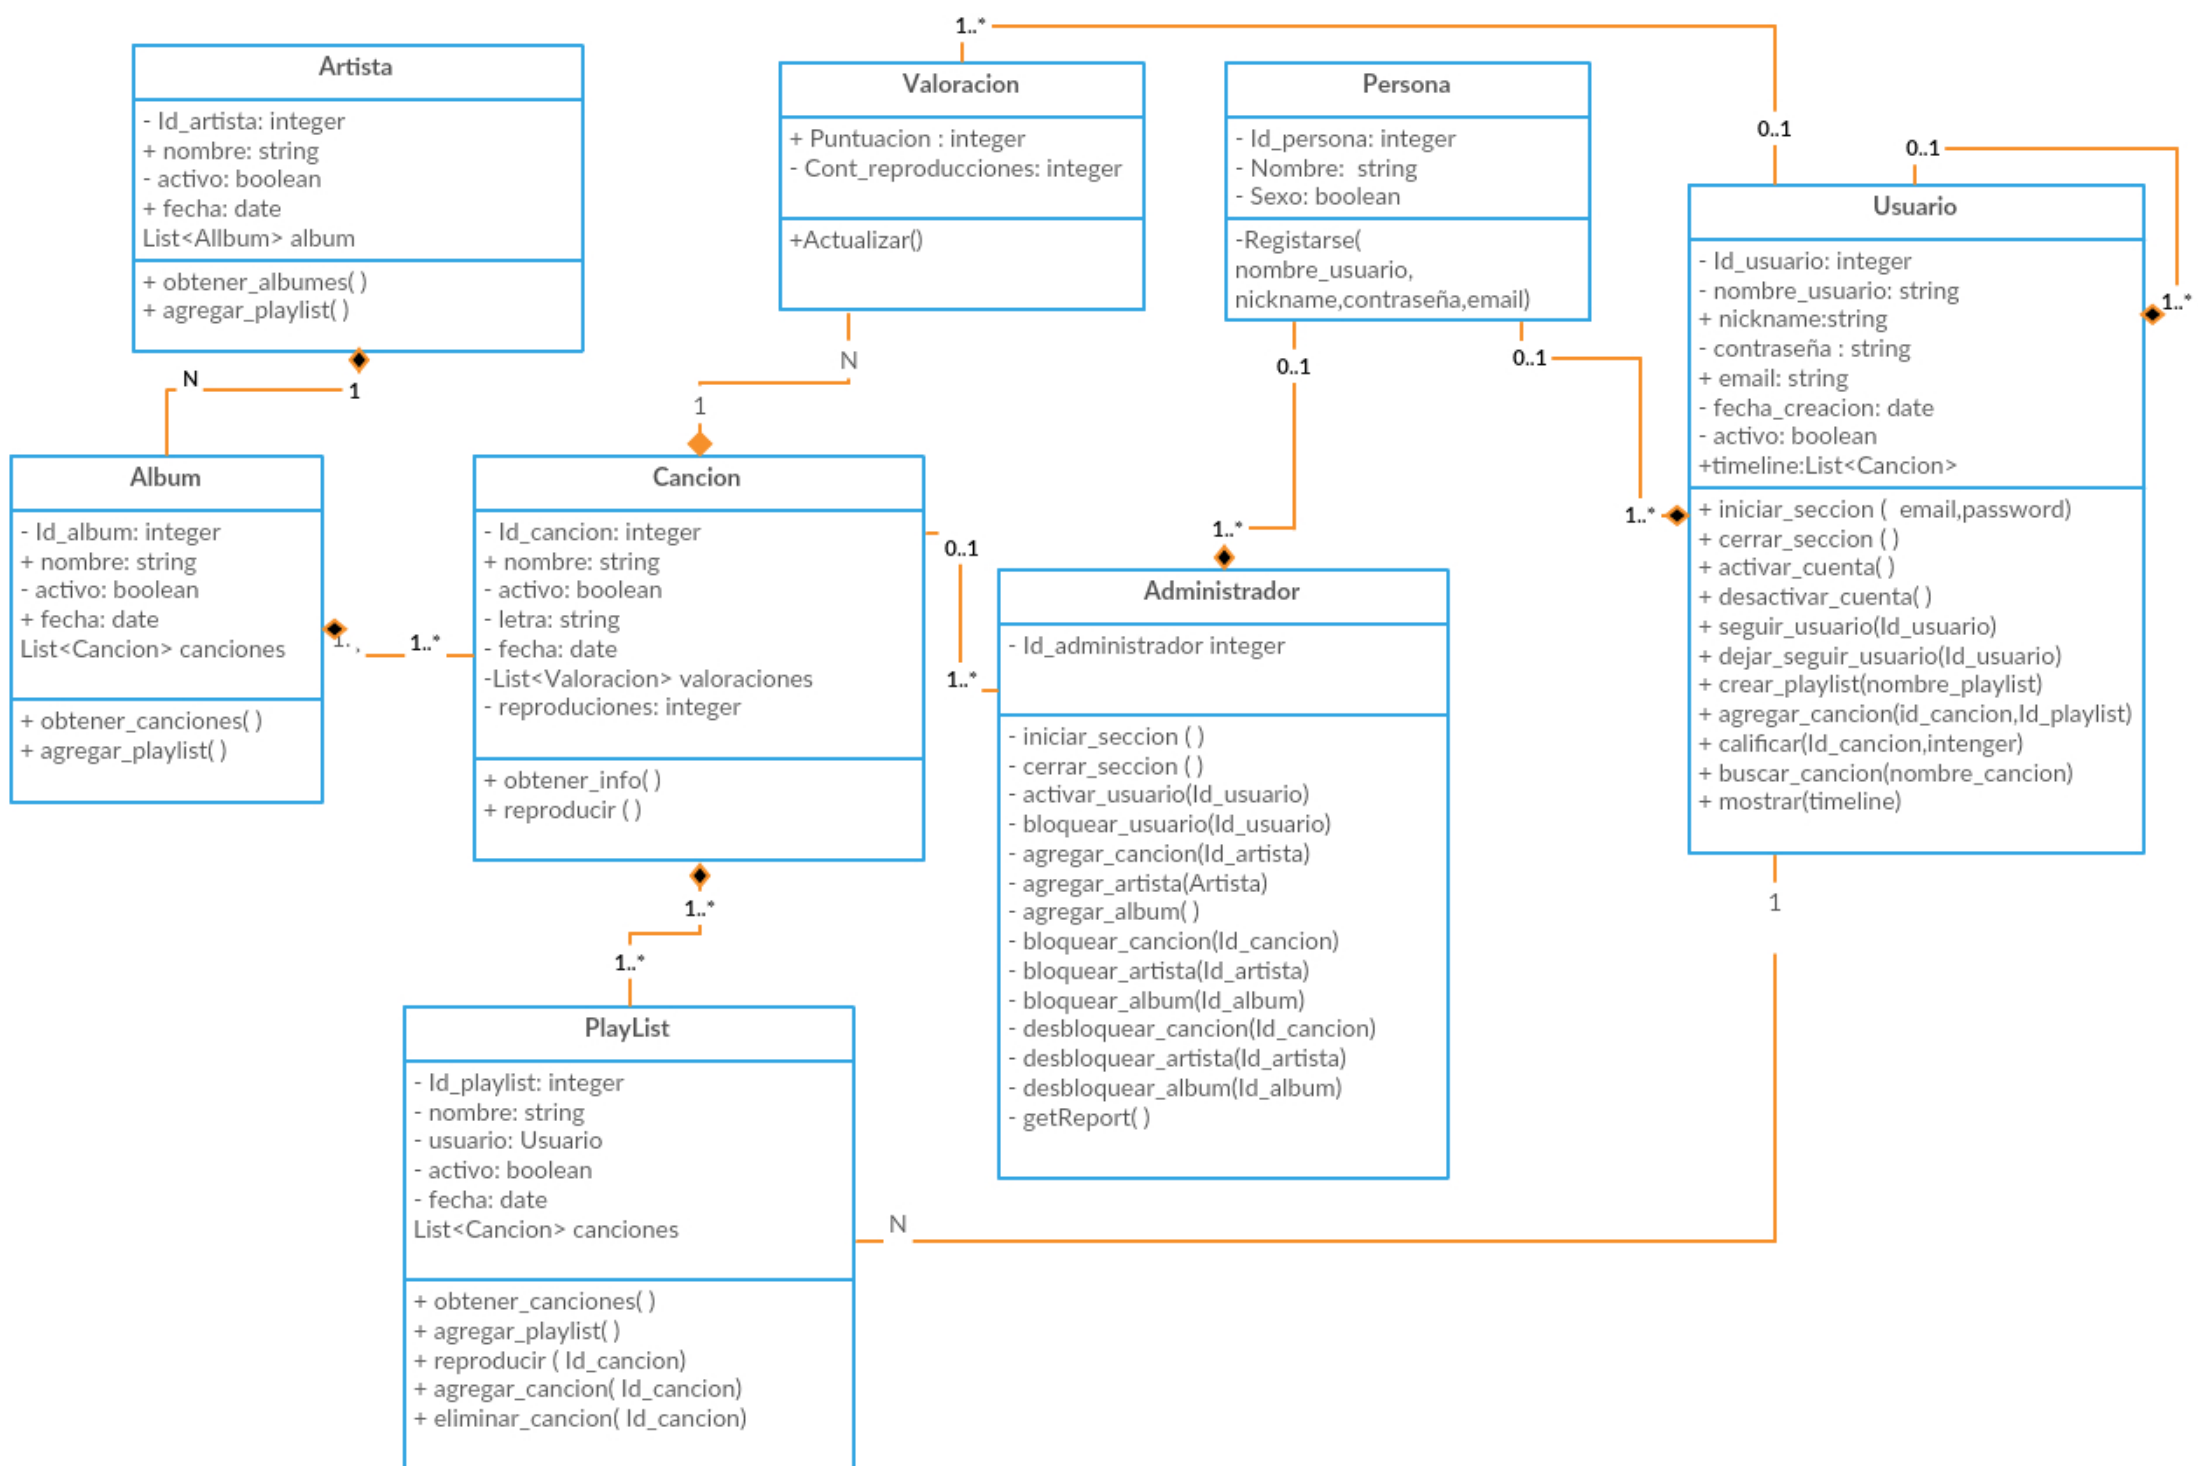 Artista
- Id_artista: integer
+ nombre: string
- activo: boolean
+ fecha: date
List<Allbum> album
+ obtener_albumes( )
+ agregar_playlist( )
N
1
Valoracion
+ Puntuacion : integer
- Cont_reproducciones: integer
+Actualizar()
1..*
N
1
Persona
- Id_persona: integer
- Nombre: string
- Sexo: boolean
-Registarse(
nombre_usuario,
nickname,contraseña,email)
0..1
0..1
0..1
0..1
1..*
Usuario
- Id_usuario: integer
- nombre_usuario: string
+ nickname:string
- contraseña : string
+ email: string
- fecha_creacion: date
- activo: boolean
+timeline:List<Cancion>
+ iniciar_seccion ( email,password)
+ cerrar_seccion ( )
+ activar_cuenta( )
+ desactivar_cuenta( )
+ seguir_usuario(Id_usuario)
+ dejar_seguir_usuario(Id_usuario)
+ crear_playlist(nombre_playlist)
+ agregar_cancion(id_cancion,Id_playlist)
+ calificar(Id_cancion,intenger)
+ buscar_cancion(nombre_cancion)
+ mostrar(timeline)
1..*
1
Album
- Id_album: integer
+ nombre: string
- activo: boolean
+ fecha: date
List<Cancion> canciones
+ obtener_canciones( )
+ agregar_playlist( )
1..*
Cancion
- Id_cancion: integer
+ nombre: string
- activo: boolean
- letra: string
- fecha: date
-List<Valoracion> valoraciones
- reproduciones: integer
+ obtener_info( )
+ reproducir ( )
0..1
1..*
1..*
1..*
1..*
Administrador
- Id_administrador integer
- iniciar_seccion ( )
- cerrar_seccion ( )
- activar_usuario(Id_usuario)
- bloquear_usuario(Id_usuario)
- agregar_cancion(Id_artista)
- agregar_artista(Artista)
- agregar_album( )
- bloquear_cancion(Id_cancion)
- bloquear_artista(Id_artista)
- bloquear_album(Id_album)
- desbloquear_cancion(Id_cancion)
- desbloquear_artista(Id_artista)
- desbloquear_album(Id_album)
- getReport( )
PlayList
- Id_playlist: integer
- nombre: string
- usuario: Usuario
- activo: boolean
- fecha: date
List<Cancion> canciones
+ obtener_canciones( )
+ agregar_playlist( )
+ reproducir ( Id_cancion)
+ agregar_cancion( Id_cancion)
+ eliminar_cancion( Id_cancion)
N